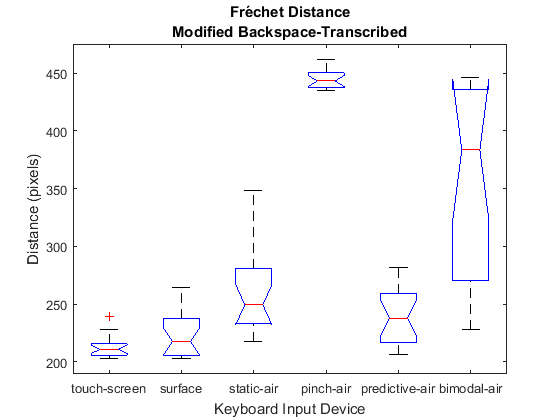 Fréchet Distance
Modified Backspace-Transcribed
450
400
350
300
250
200
Distance (pixels)
touch-screen surface static-air pinch-air predictive-air bimodal-air
Keyboard Input Device